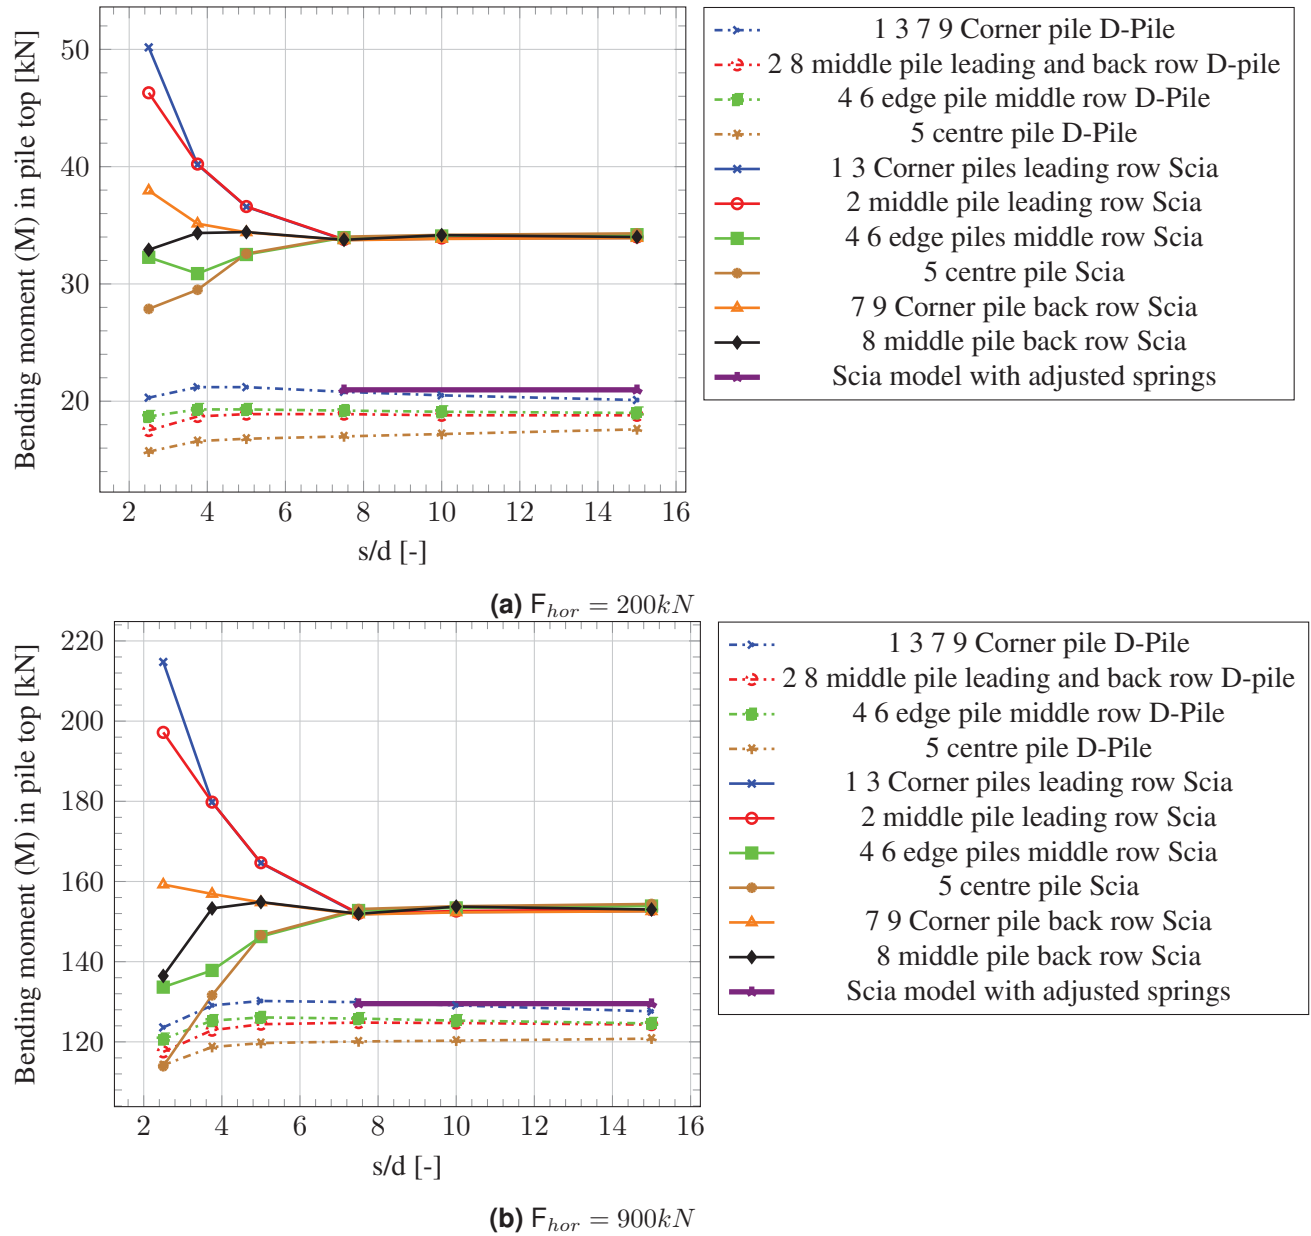 50
40
30
20
2 4 6 8 10 12 14 16
s/d [-]
Bending moment (M) in pile top [kN]
1 3 7 9 Corner pile D-Pile
2 8 middle pile leading and back row D-pile
4 6 edge pile middle row D-Pile
5 centre pile D-Pile
1 3 Corner piles leading row Scia
2 middle pile leading row Scia
4 6 edge piles middle row Scia
5 centre pile Scia
7 9 Corner pile back row Scia
8 middle pile back row Scia
Scia model with adjusted springs
(a) F_{hor} = 200kN
220
200
180
160
140
120
2 4 6 8 10 12 14 16
s/d [-]
Bending moment (M) in pile top [kN]
1 3 7 9 Corner pile D-Pile
2 8 middle pile leading and back row D-pile
4 6 edge pile middle row D-Pile
5 centre pile D-Pile
1 3 Corner piles leading row Scia
2 middle pile leading row Scia
4 6 edge piles middle row Scia
5 centre pile Scia
7 9 Corner pile back row Scia
8 middle pile back row Scia
Scia model with adjusted springs
(b) F_{hor} = 900kN